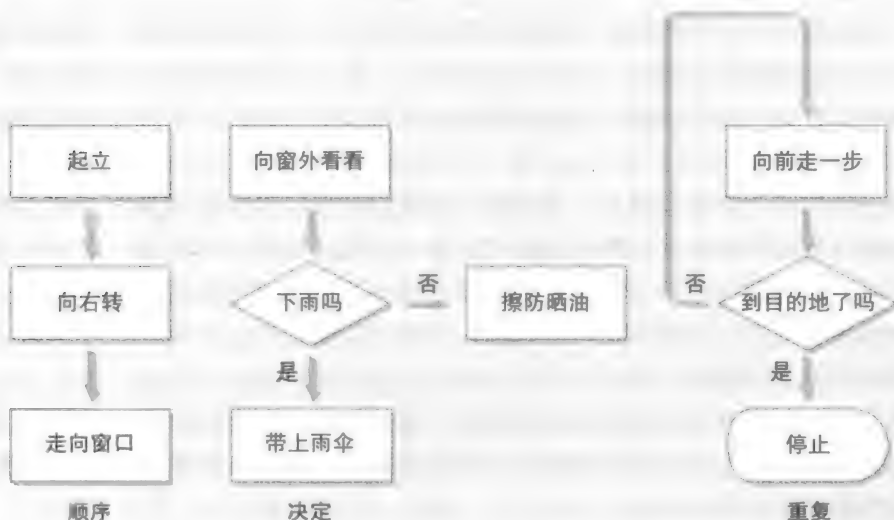 起立
向右转
走向窗口
顺序
向窗外看看
下雨吗
否
擦防晒油
是
带上雨伞
决定
向前走一步
否
到目的地了吗
是
停止
重复